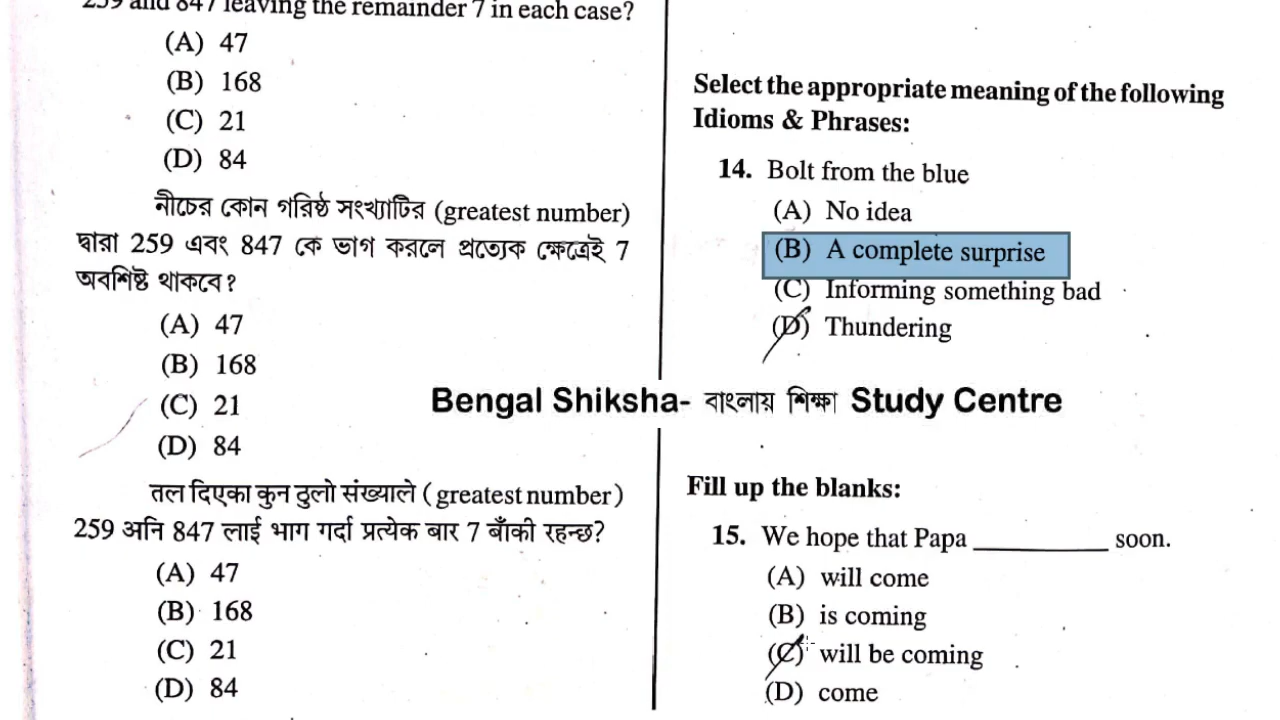 259 and 847 leaving the remainder 7 in each case?
(A) 47
(B) 168
(C) 21
(D) 84
নীচের কোন গরিষ্ঠ সংখ্যাটির (greatest number)
দ্বারা 259 এবং 847 কে ভাগ করলে প্রত্যেক ক্ষেত্রেই 7
অবশিষ্ট থাকবে?
(A) 47
(B) 168
(C) 21
(D) 84
तल दिएका कुन ठुलो संख्याले (greatest number)
259 अनि 847 लाई भाग गर्दा प्रत्येक बार 7 बाँकी रहन्छ?
(A) 47
(B) 168
(C) 21
(D) 84
Select the appropriate meaning of the following
Idioms & Phrases:
14. Bolt from the blue
(A) No idea
(B) A complete surprise
(C) Informing something bad
(D) Thundering
Bengal Shiksha- বাংলায় শিক্ষা Study Centre
Fill up the blanks:
15. We hope that Papa __________ soon.
(A) will come
(B) is coming
(C) will be coming
(D) come